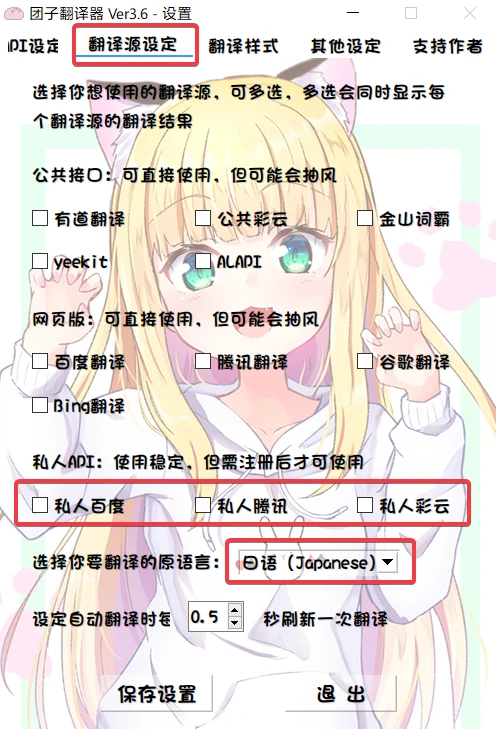 团子翻译器 Ver3.6 - 设置
PI设定 翻译源设定 翻译样式 其他设定 支持作者
选择你想使用的翻译源，可多选，多选会同时显示每
个翻译源的翻译结果
公共接口：可直接使用，但可能会抽风
有道翻译 公共彩云 金山词霸
yeekit ALAPI
网页版：可直接使用，但可能会抽风
百度翻译 腾讯翻译 谷歌翻译
Bing翻译
私人API：使用稳定，但需注册后才可使用
私人百度 私人腾讯 私人彩云
选择你要翻译的原语言： 日语 (Japanese)
设定自动翻译时每 0.5 秒刷新一次翻译
保存设置 退 出